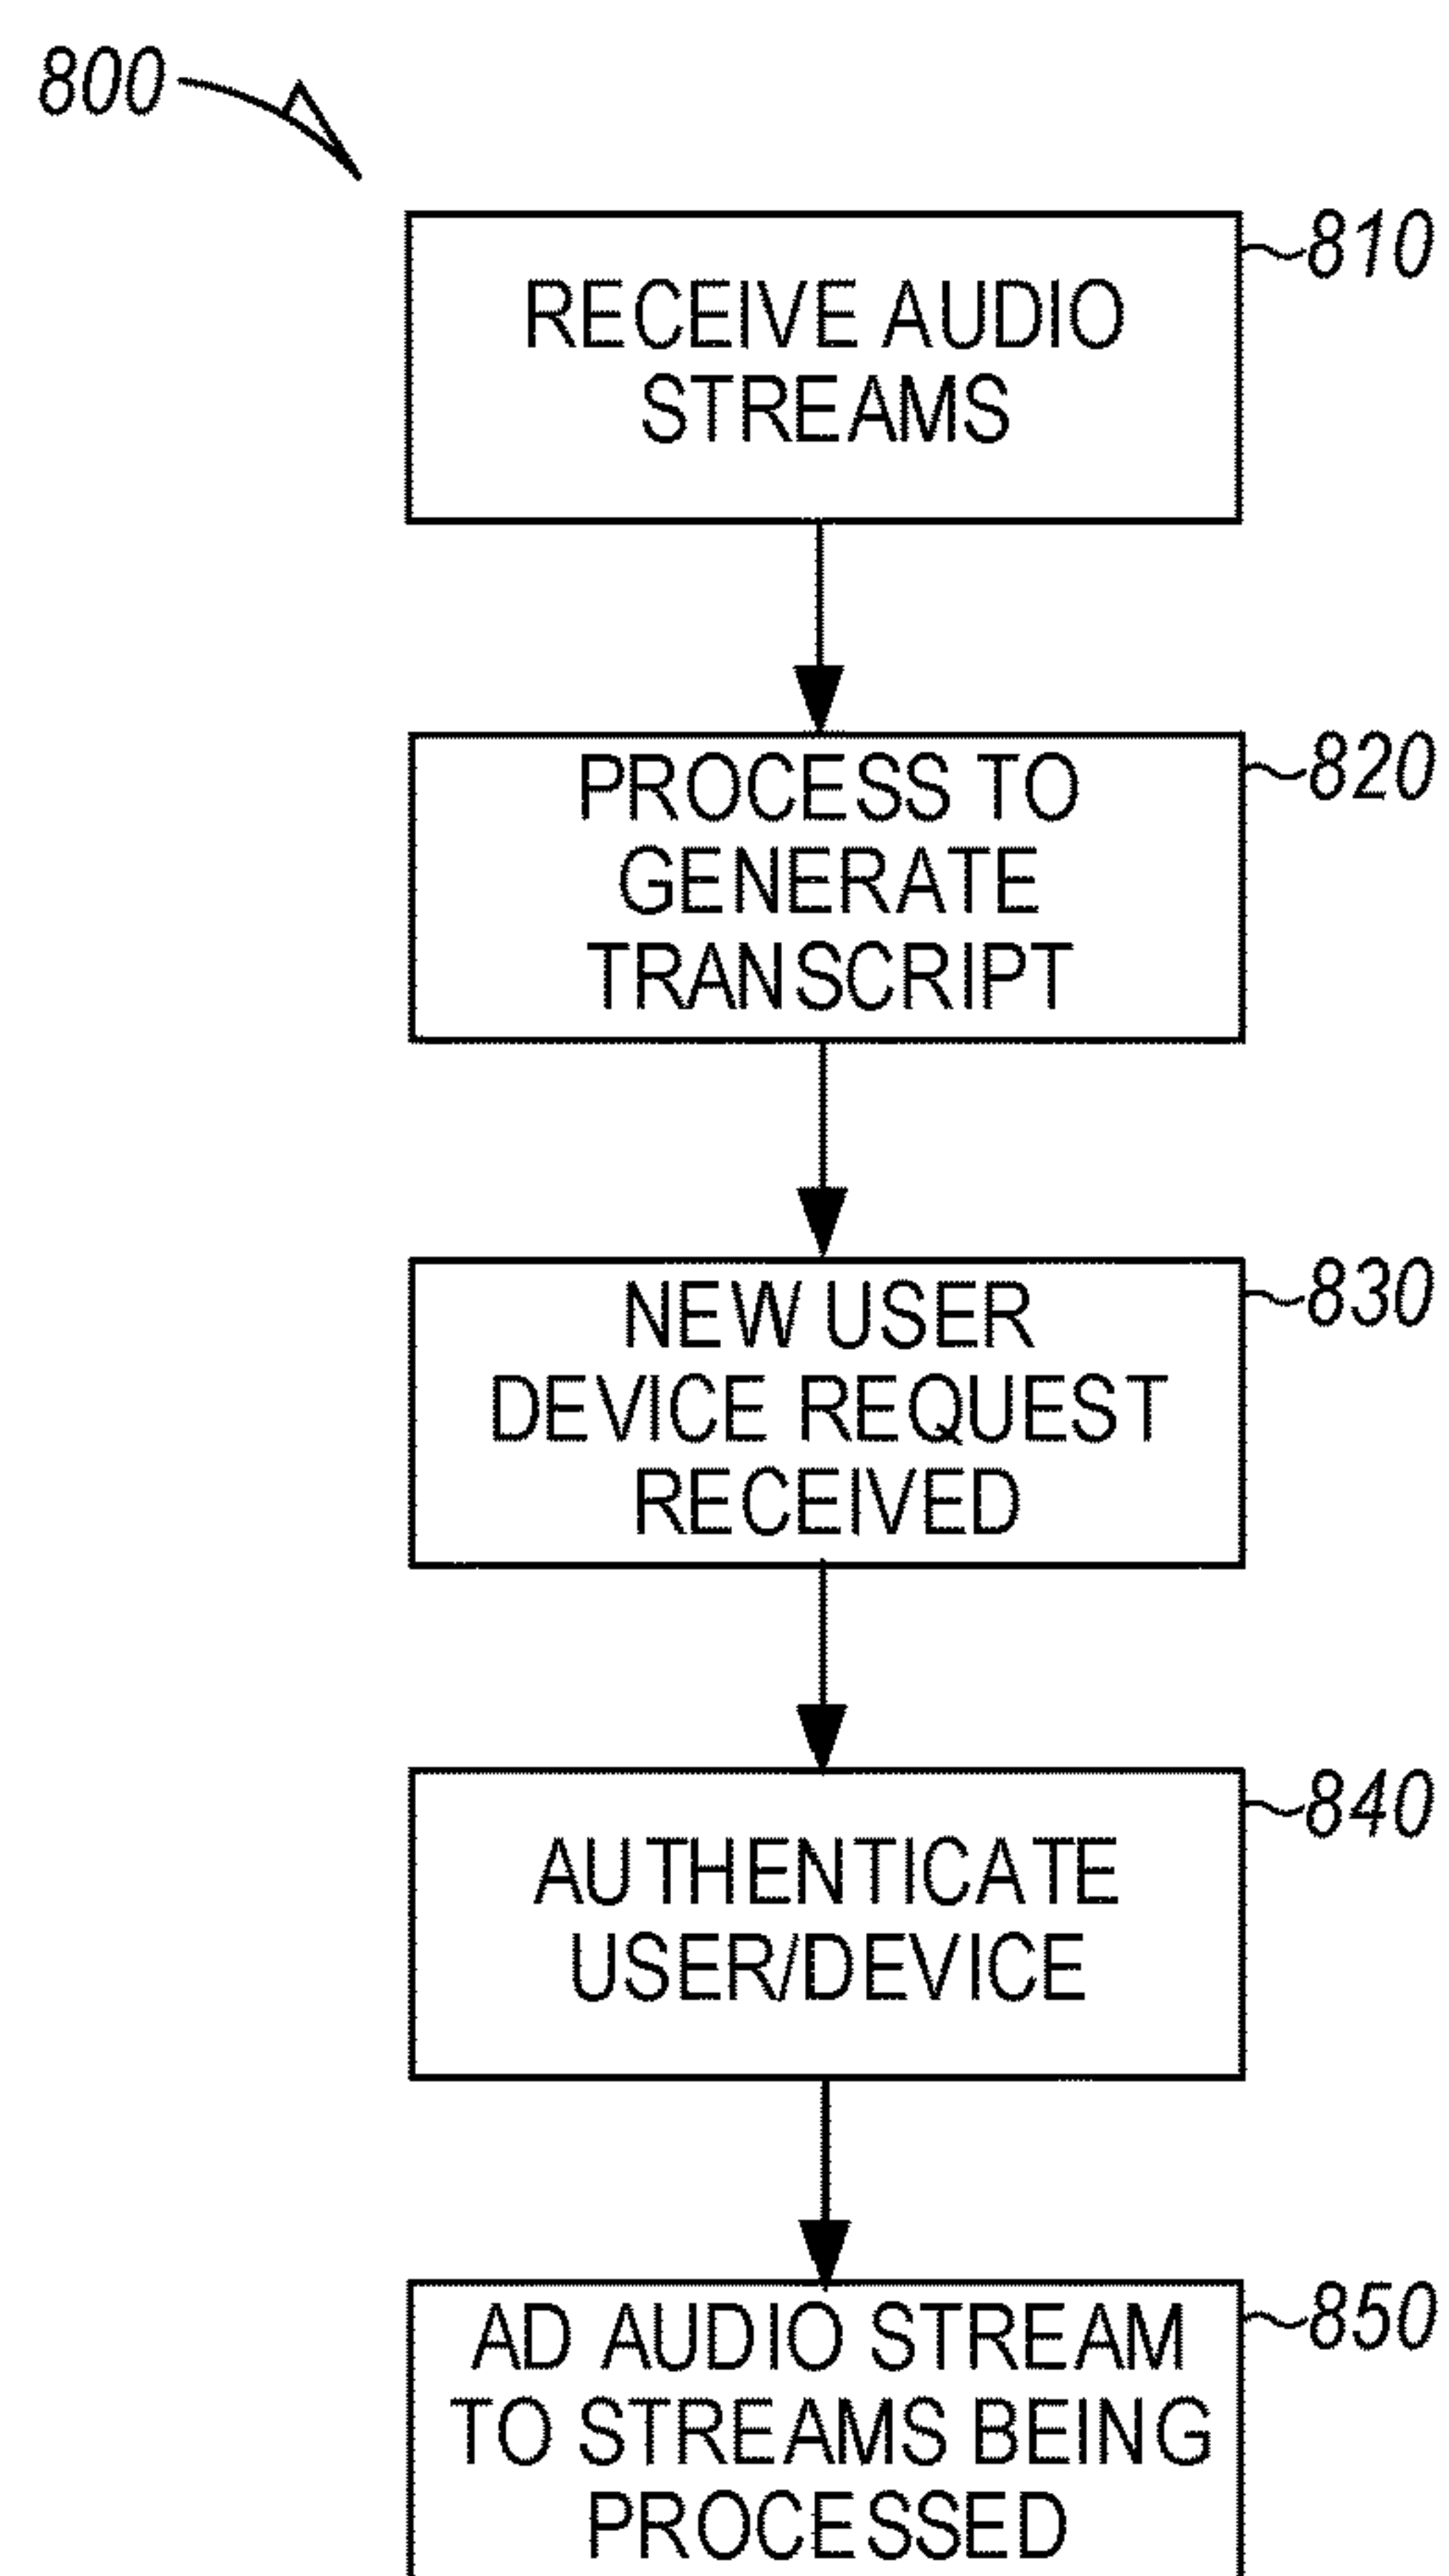 800
810
RECEIVE AUDIO
STREAMS
820
PROCESS TO
GENERATE
TRANSCRIPT
830
NEW USER
DEVICE REQUEST
RECEIVED
840
AUTHENTICATE
USER/DEVICE
850
AD AUDIO STREAM
TO STREAMS BEING
PROCESSED